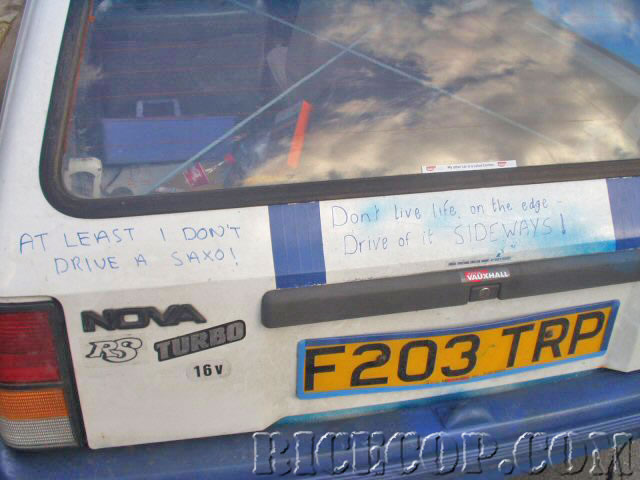 AT LEAST I DON'T
DRIVE A SAXO!
Don't live life, on the edge -
Drive of it SIDEWAYS!
VAUXHALL
NOVA
RS TURBO
16v
F203 TRP
RICECOP.COM